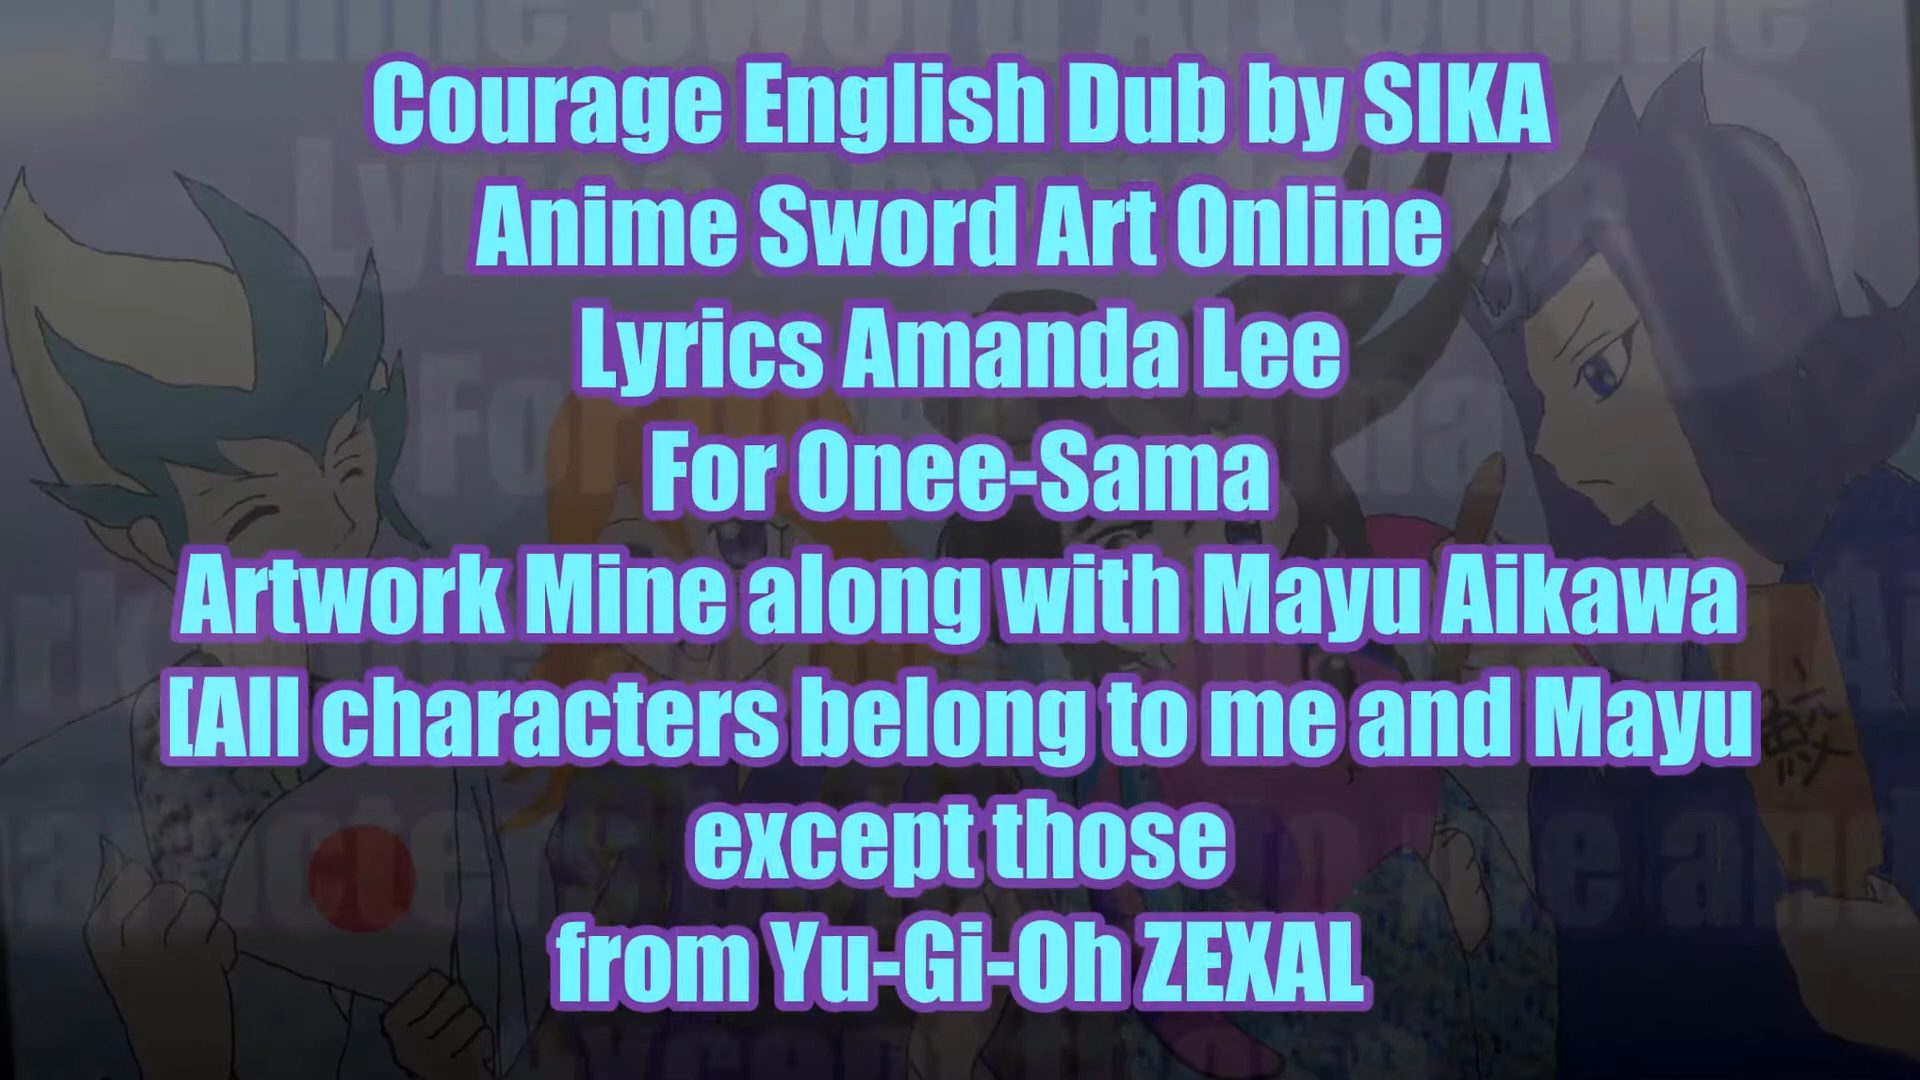 Courage English Dub by SIKA
Anime Sword Art Online
Lyrics Amanda Lee
For Onee-Sama
Artwork Mine along with Mayu Aikawa
[All characters belong to me and Mayu
except those
from Yu-Gi-Oh ZEXAL